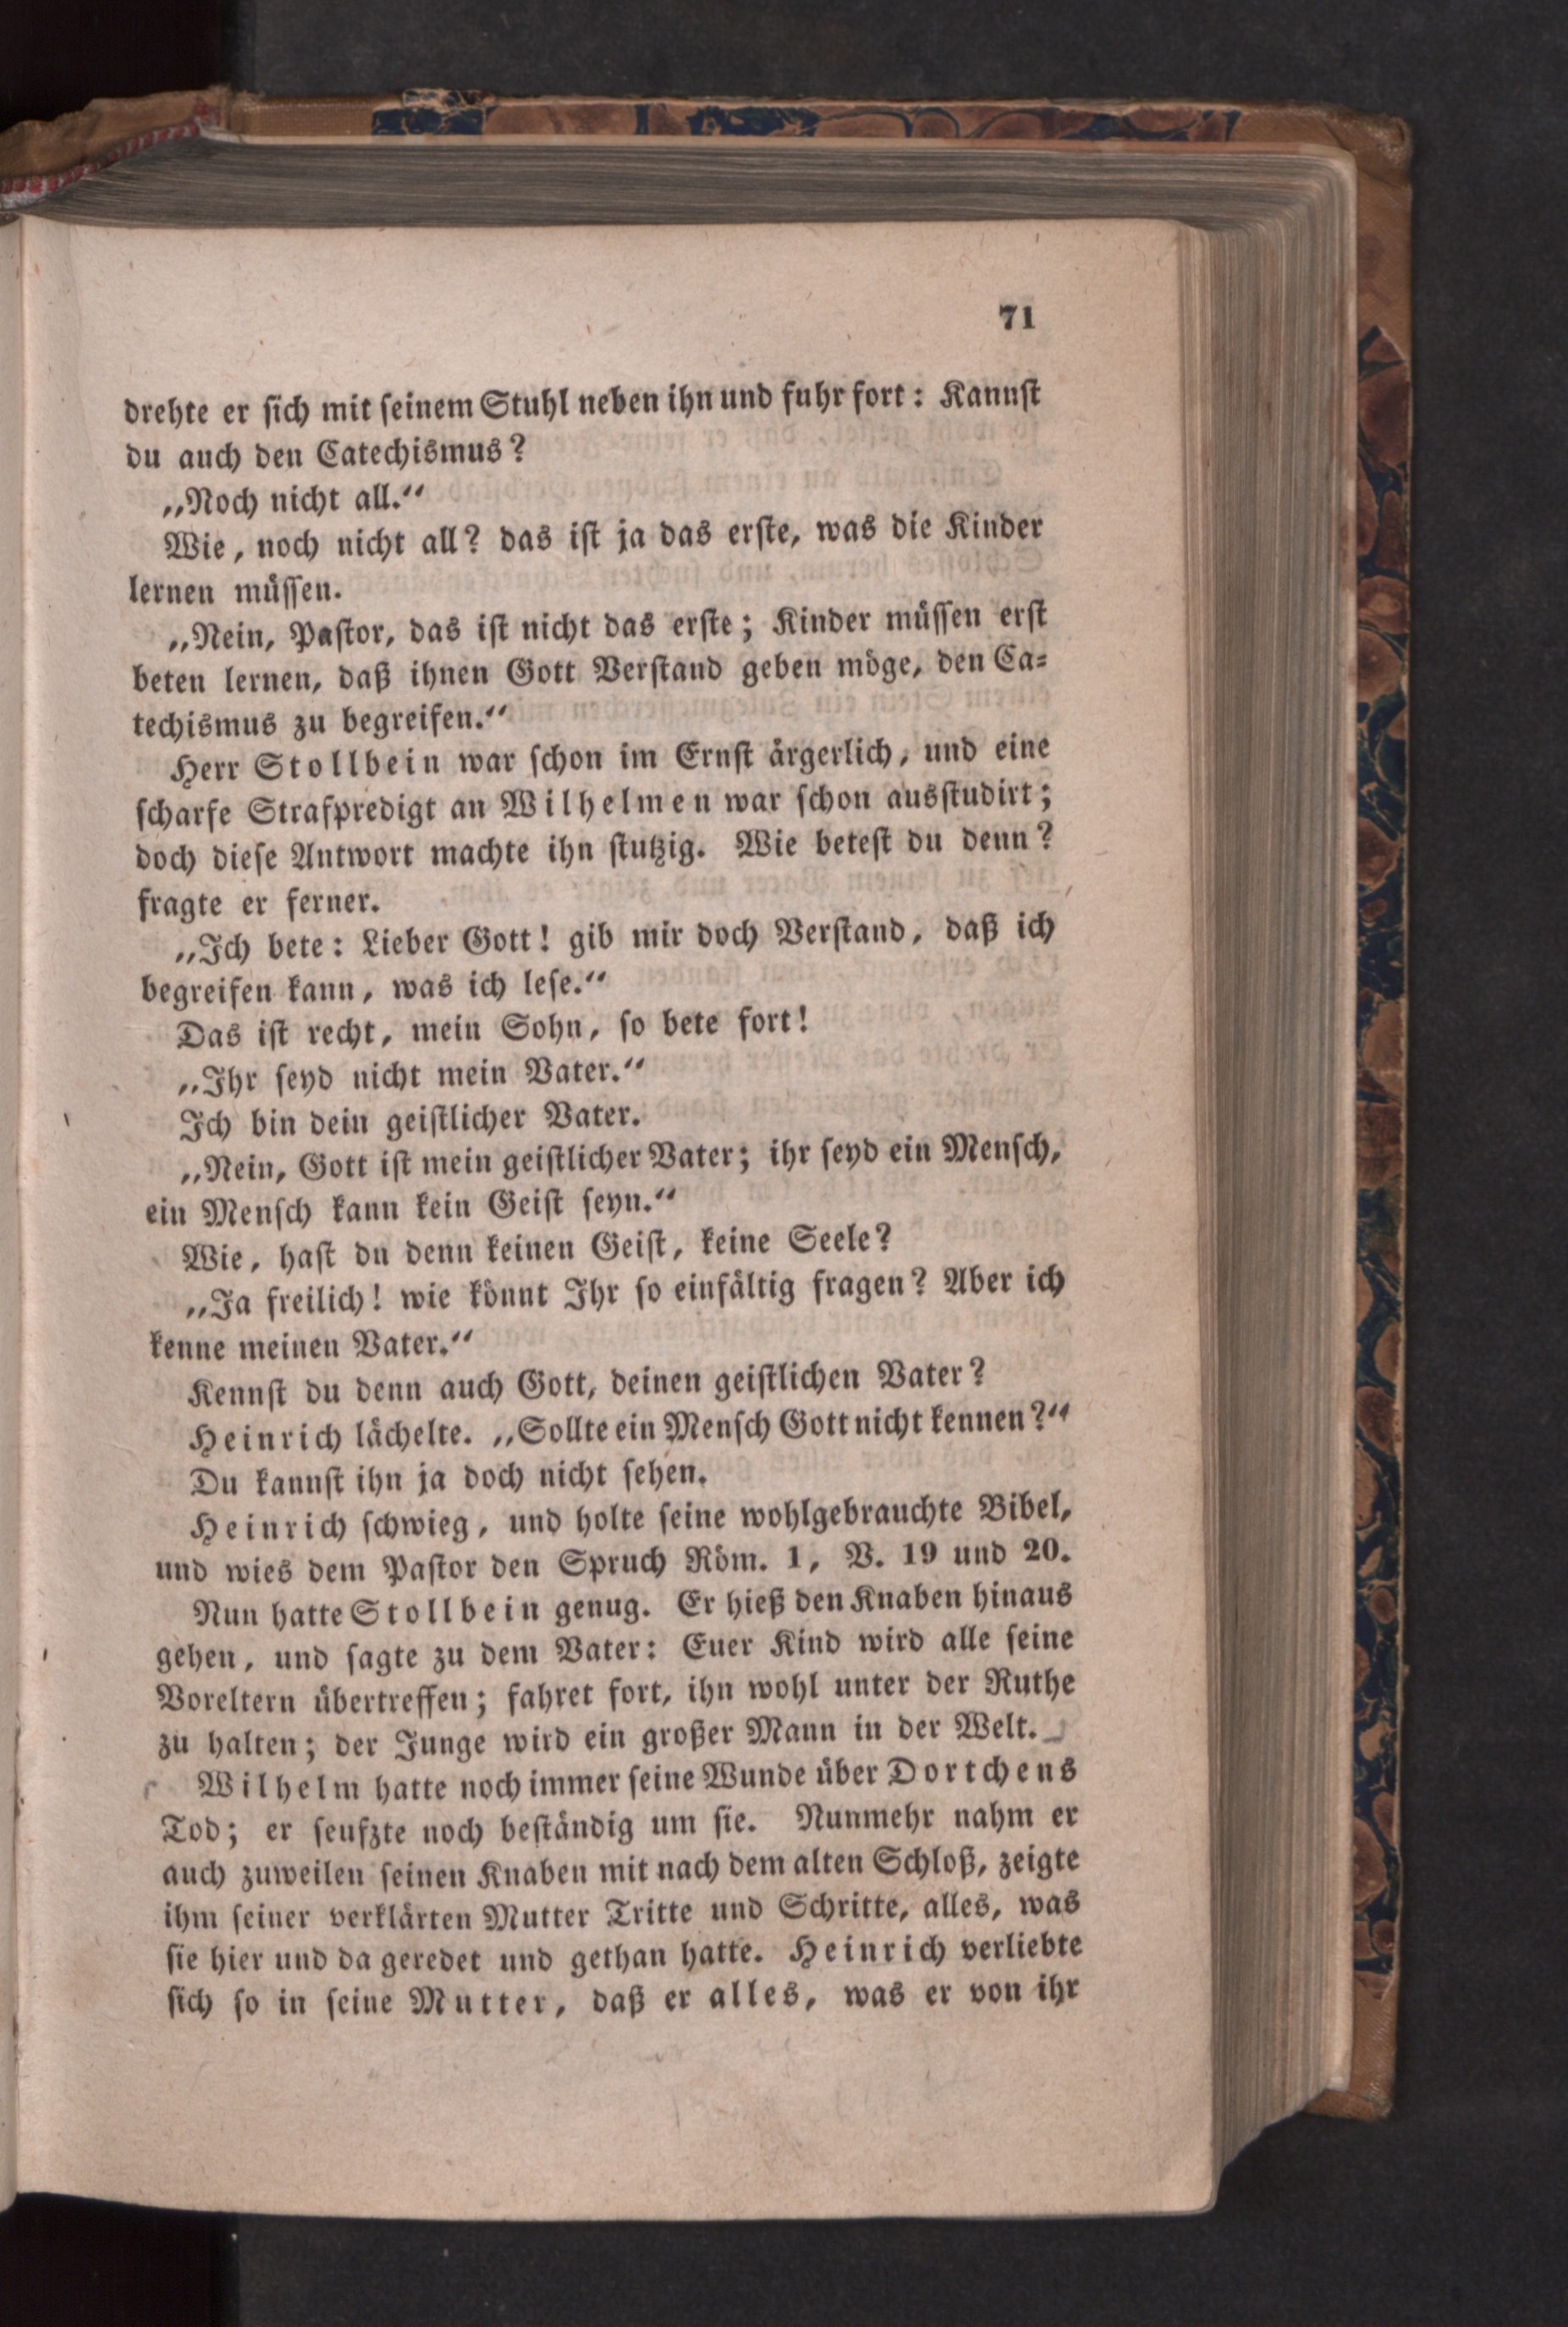 71
drehte er ſich mit ſeinem Stuhl neben ihn und fuhr fort: Kannſt
du auch den Catechismus?
„Noch nicht all.“
Wie, noch nicht all? das iſt ja das erſte, was die Kinder
lernen müſſen.
„Nein, Paſtor, das iſt nicht das erſte; Kinder müſſen erſt
beten lernen, daß ihnen Gott Verſtand geben möge, den Ca⸗
techismus zu begreifen.“
Herr Stollbein war ſchon im Ernſt ärgerlich, und eine
ſcharfe Strafpredigt an Wilhelmen war ſchon ausſtudirt;
doch dieſe Antwort machte ihn ſtutzig. Wie beteſt du denn?
fragte er ferner.
„Ich bete: Lieber Gott! gib mir doch Verſtand, daß ich
begreifen kann, was ich leſe.“
Das iſt recht, mein Sohn, ſo bete fort!
„Ihr ſeyd nicht mein Vater.“
Ich bin dein geiſtlicher Vater.
„Nein, Gott iſt mein geiſtlicher Vater; ihr ſeyd ein Menſch,
ein Menſch kann kein Geiſt ſeyn.“
Wie, haſt du denn keinen Geiſt, keine Seele?
„Ja freilich! wie könnt Ihr ſo einfältig fragen? Aber ich
kenne meinen Vater.“
Kennſt du denn auch Gott, deinen geiſtlichen Vater?
Heinrich lächelte. „Sollte ein Menſch Gott nicht kennen?“
Du kannſt ihn ja doch nicht ſehen.
Heinrich ſchwieg, und holte ſeine wohlgebrauchte Bibel,
und wies dem Paſtor den Spruch Röm. 1, V. 19 und 20.
Nun hatte Stollbein genug. Er hieß den Knaben hinaus
gehen, und ſagte zu dem Vater: Euer Kind wird alle ſeine
Voreltern übertreffen; fahret fort, ihn wohl unter der Ruthe
zu halten; der Junge wird ein großer Mann in der Welt.
Wilhelm hatte noch immer ſeine Wunde über Dortchens
Tod; er ſeufzte noch beſtändig um ſie. Nunmehr nahm er
auch zuweilen ſeinen Knaben mit nach dem alten Schloß, zeigte
ihm ſeiner verklärten Mutter Tritte und Schritte, alles, was
ſie hier und da geredet und gethan hatte. Heinrich verliebte
ſich ſo in ſeine Mutter, daß er alles, was er von ihr